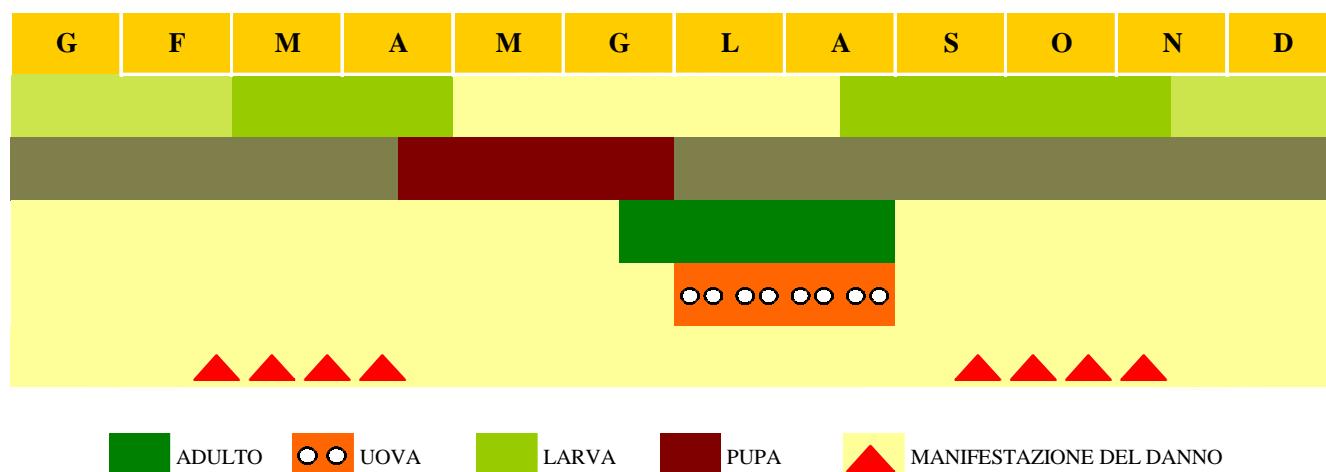 G F M A M G L A S O N D
ADULTO UOVA LARVA PUPA MANIFESTAZIONE DEL DANNO